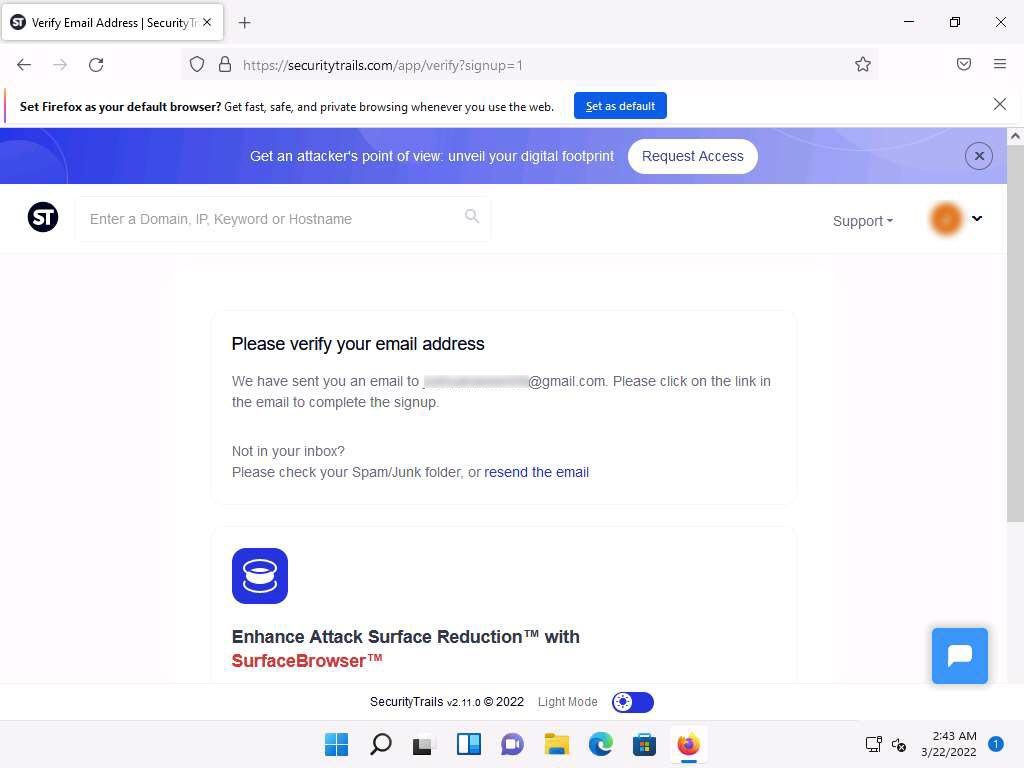 ST Verify Email Address | SecurityTr
https://securitytrails.com/app/verify?signup=1
Set Firefox as your default browser? Get fast, safe, and private browsing whenever you use the web. Set as default
Get an attacker's point of view: unveil your digital footprint Request Access
ST Enter a Domain, IP, Keyword or Hostname Support
Please verify your email address
We have sent you an email to @gmail.com. Please click on the link in
the email to complete the signup.
Not in your inbox?
Please check your Spam/Junk folder, or resend the email
Enhance Attack Surface Reduction™ with
SurfaceBrowser™
SecurityTrails v2.11.0 © 2022 Light Mode
2:43 AM
3/22/2022 1